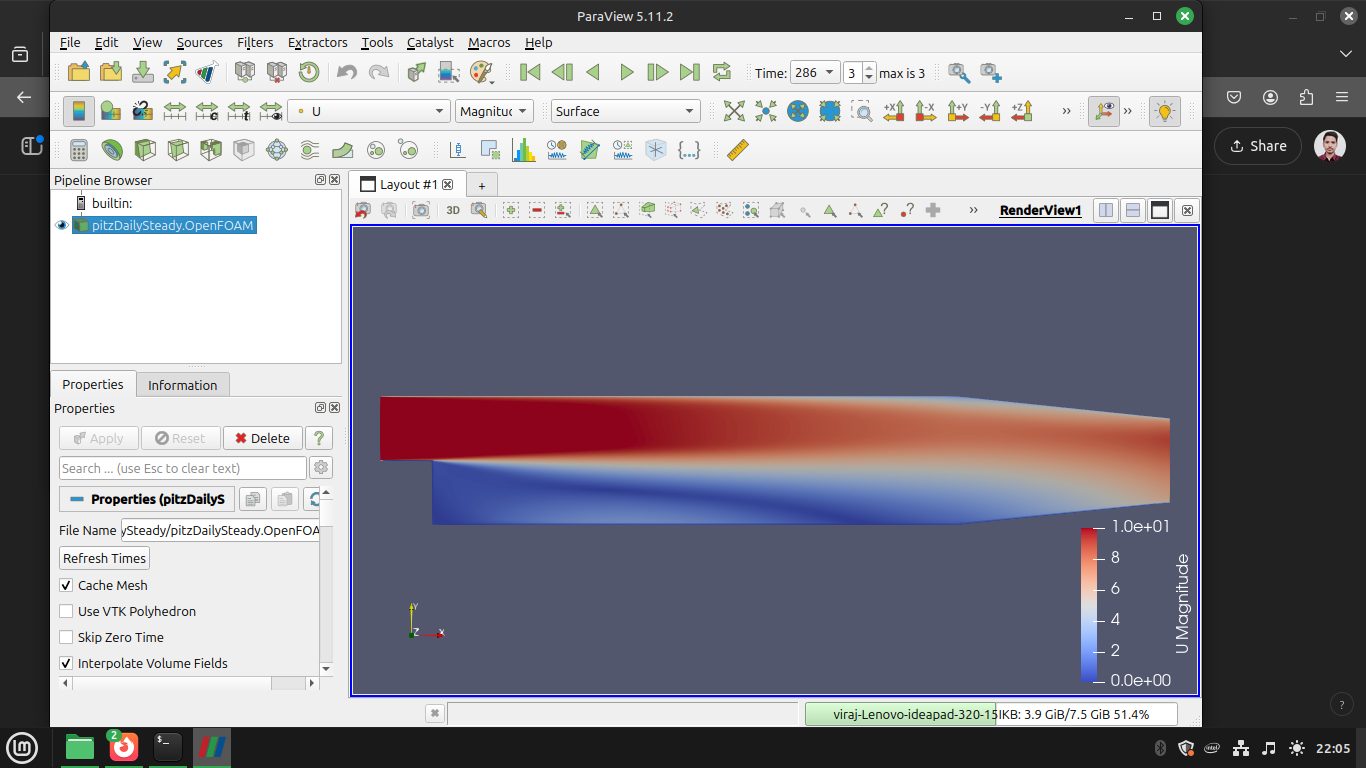 ParaView 5.11.2
File Edit View Sources Filters Extractors Tools Catalyst Macros Help
Time: 286 3 max is 3
U Magnituc Surface
+X -X +Y -Y +Z
Pipeline Browser
Layout #1 +
builtin:
3D RenderView1
pitzDailySteady.OpenFOAM
Share
Properties Information
Properties
Apply Reset Delete ?
Search ... (use Esc to clear text)
Properties (pitzDailyS
File Name ySteady/pitzDailySteady.OpenFOA
Refresh Times
Cache Mesh
Use VTK Polyhedron
Skip Zero Time
Interpolate Volume Fields
1.0e+01
8
6
4
2
0.0e+00
U Magnitude
Y
Z X
viraj-Lenovo-ideapad-320-15IKB: 3.9 GiB/7.5 GiB 51.4%
?
2
$_
intel
22:05